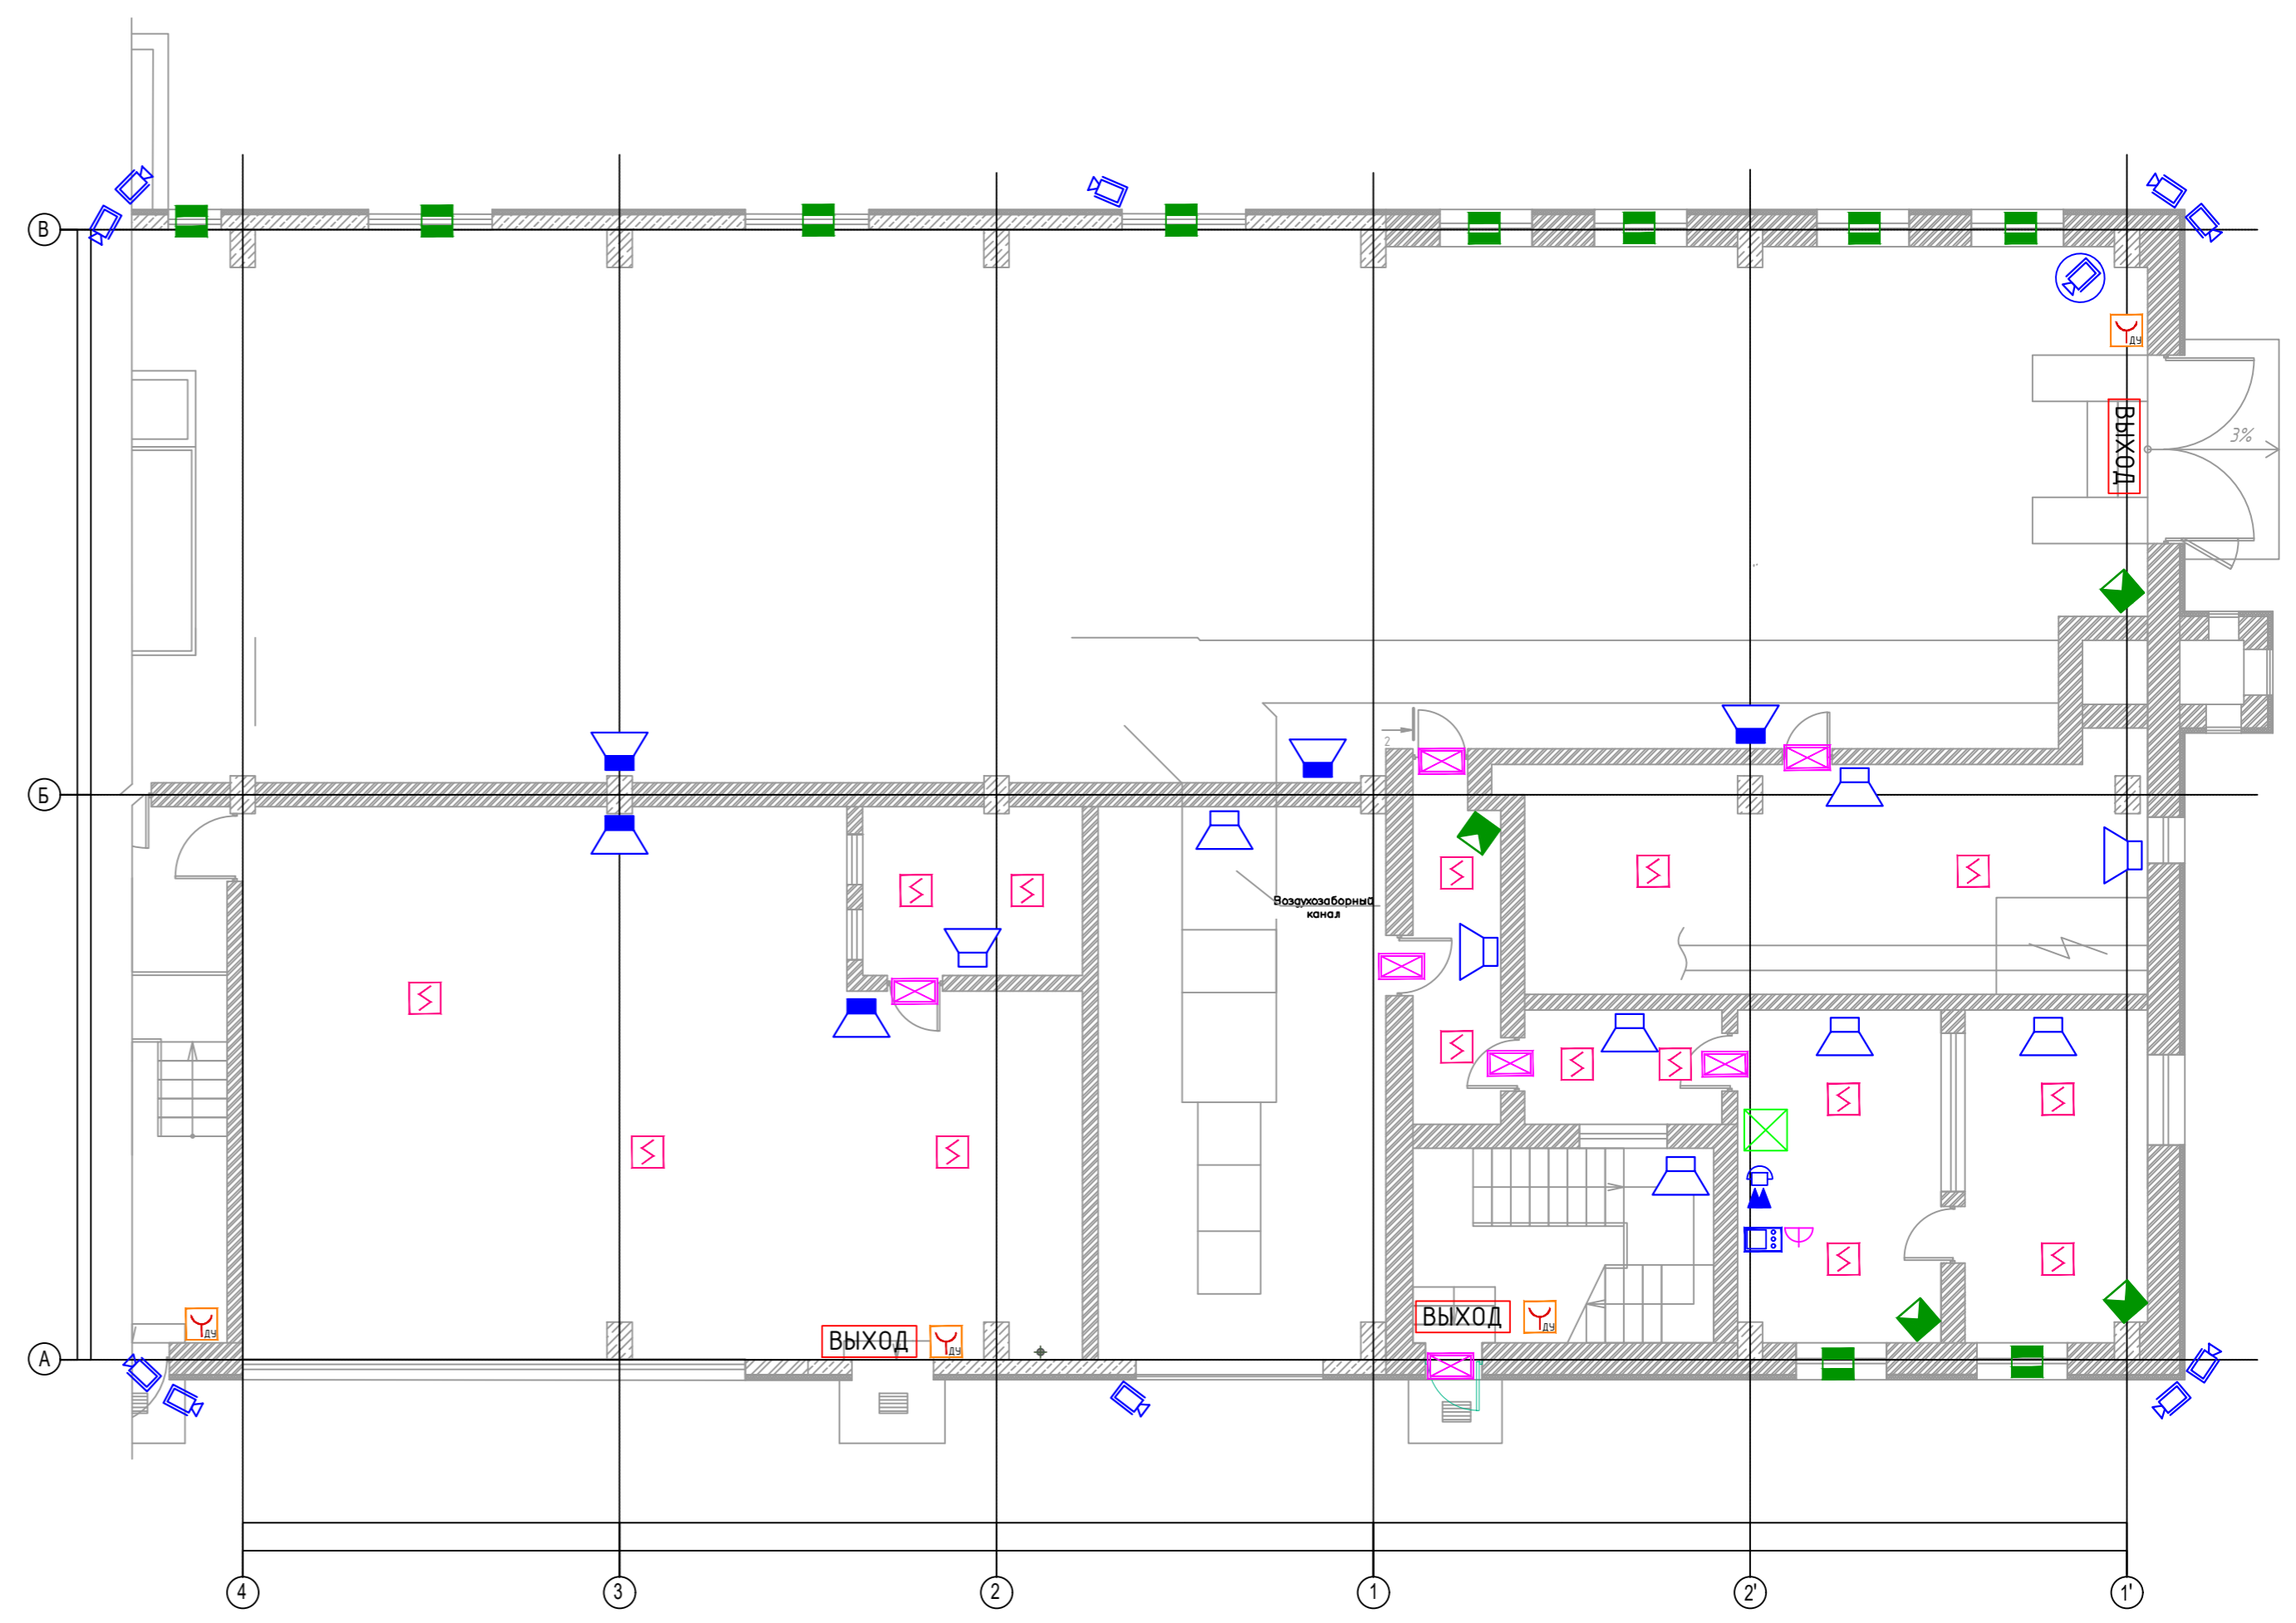 В
ДУ
ВЫХОД
3%
2
Б
Воздухозаборный
канал
ДУ
ВЫХОД
ДУ
ВЫХОД
ДУ
А
4
3
2
1
2'
1'